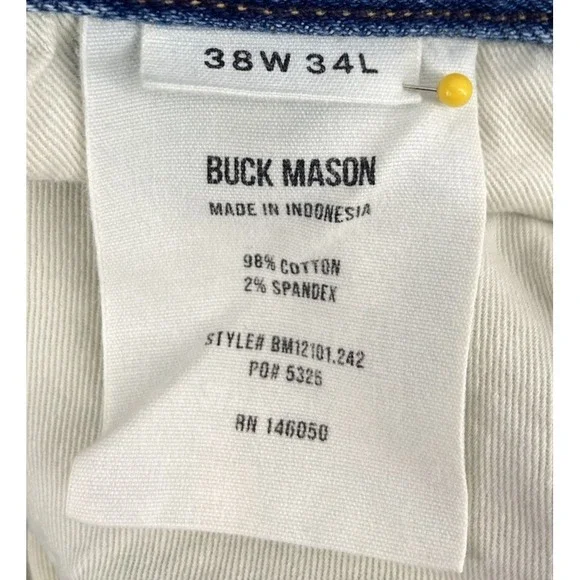 38W 34L
BUCK MASON
MADE IN INDONESIA
98% COTTON
2% SPANDEX
STYLE# BM12101.242
PO# 5325
RN 146050